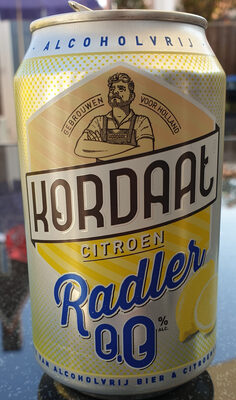 ALCOHOLVRIJ
GEBROUWEN VOOR HOLLAND
KORDAAt
CITROEN
Radler
0.0 % ALC.
VAN ALCOHOLVRIJ BIER & CITROEN